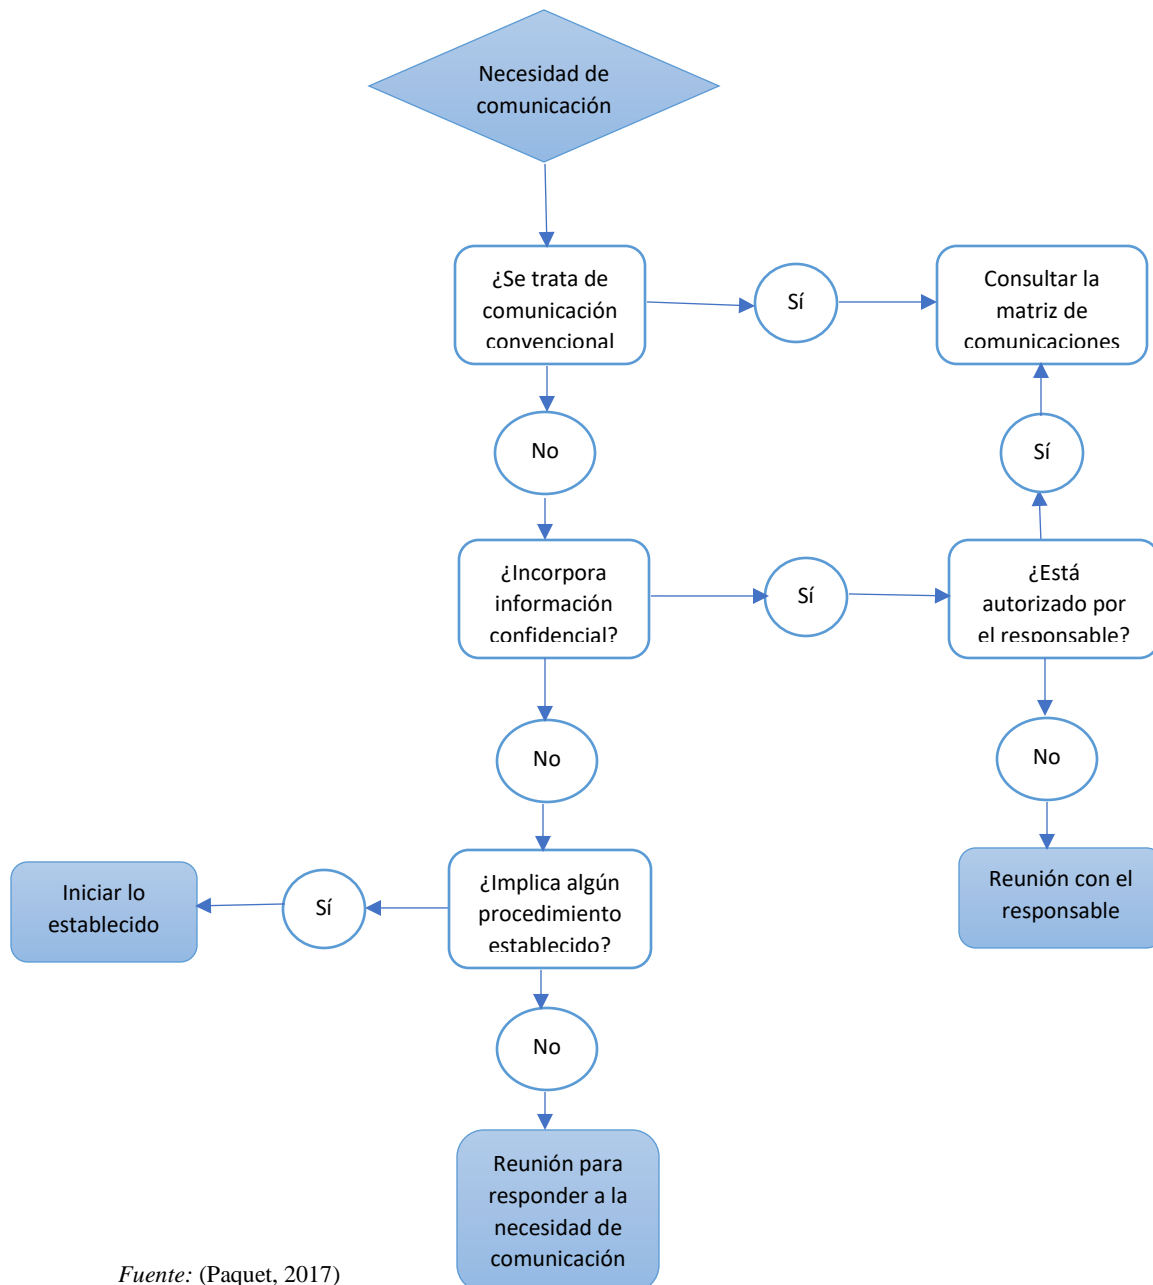 Necesidad de
comunicación
¿Se trata de
comunicación
convencional
Sí
Consultar la
matriz de
comunicaciones
No
Sí
¿Incorpora
información
confidencial?
Sí
¿Está
autorizado por
el responsable?
No
No
Iniciar lo
establecido
Sí
¿Implica algún
procedimiento
establecido?
Reunión con el
responsable
No
Reunión para
responder a la
necesidad de
comunicación
Fuente: (Paquet, 2017)